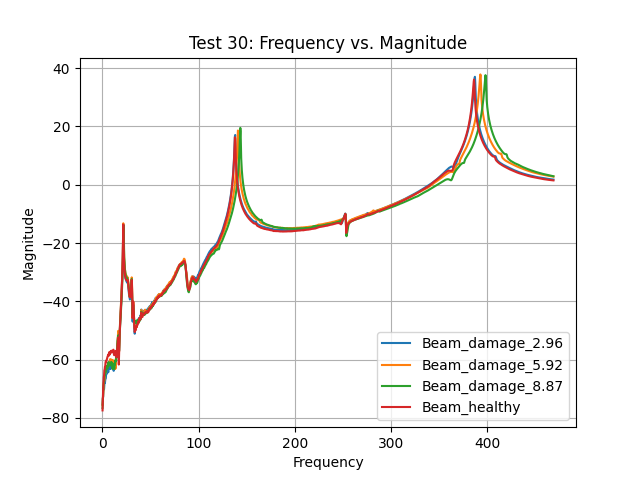 Test 30: Frequency vs. Magnitude
Magnitude
40
20
0
−20
−40
−60
−80
0
100
200
300
400
Frequency
Beam_damage_2.96
Beam_damage_5.92
Beam_damage_8.87
Beam_healthy